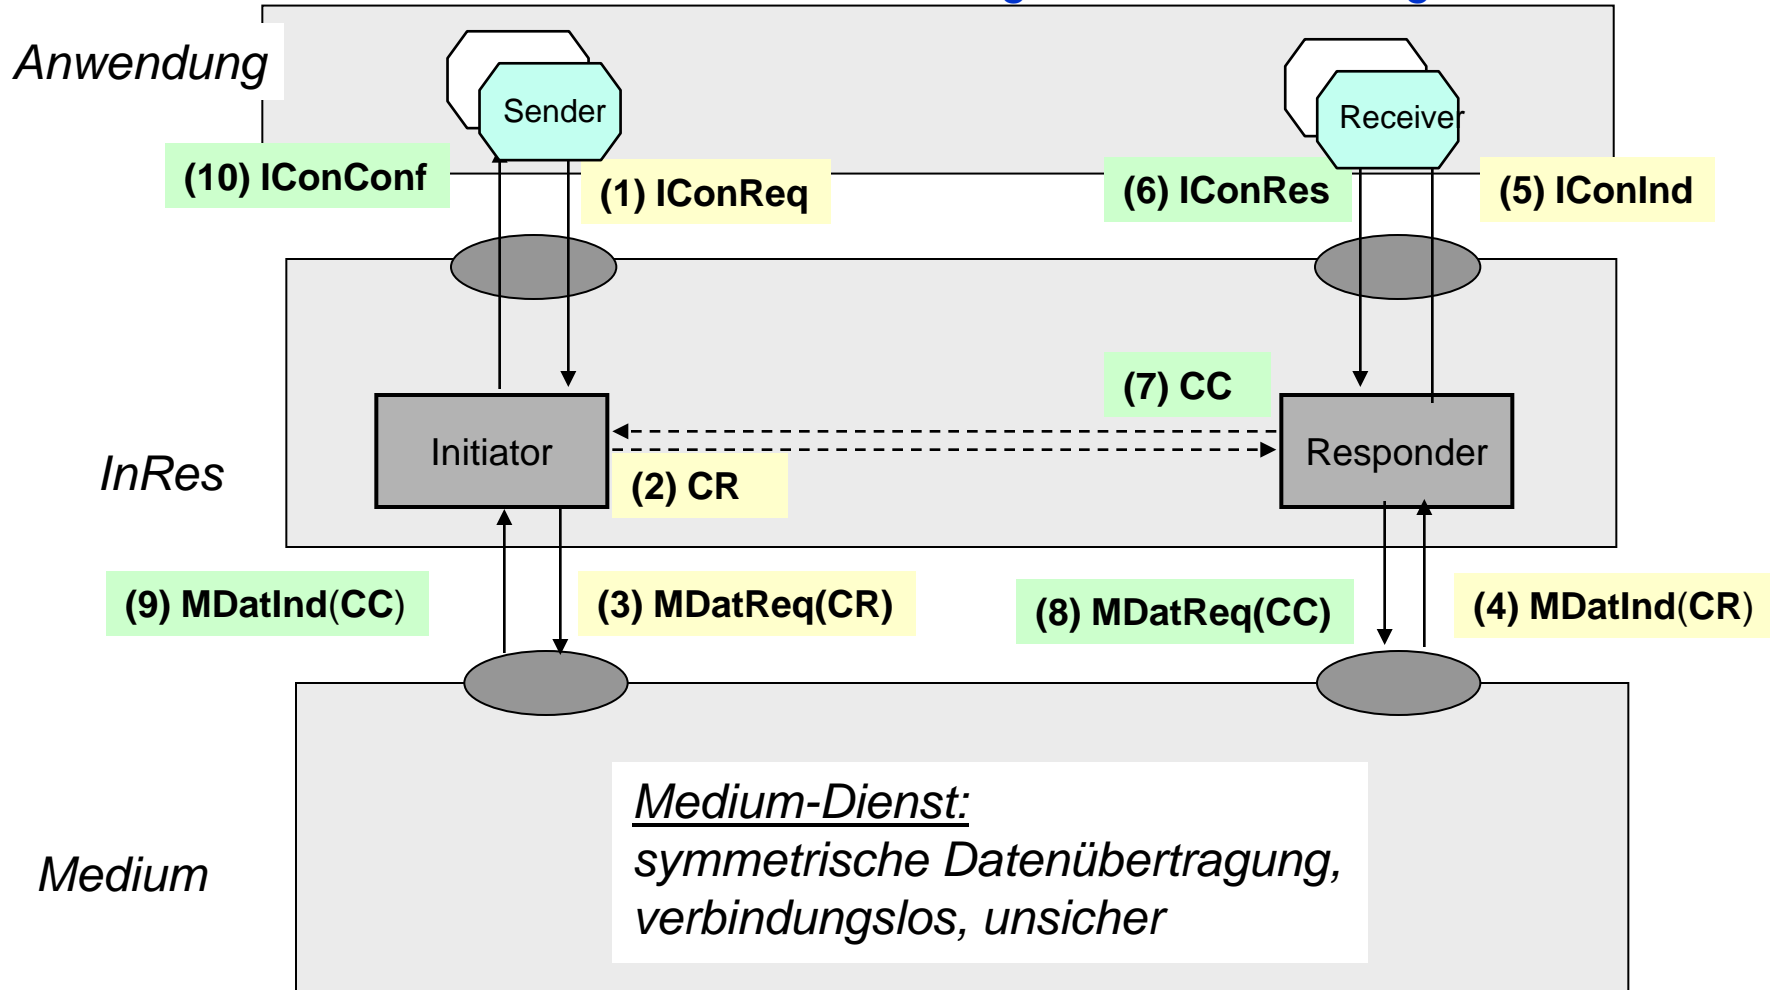 Anwendung
Sender
Receiver
(10) IConConf
(1) IConReq
(6) IConRes
(5) IConInd
(7) CC
Initiator
Responder
InRes
(2) CR
(9) MDatInd(CC)
(3) MDatReq(CR)
(8) MDatReq(CC)
(4) MDatInd(CR)
Medium-Dienst:
symmetrische Datenübertragung,
verbindungslos, unsicher
Medium